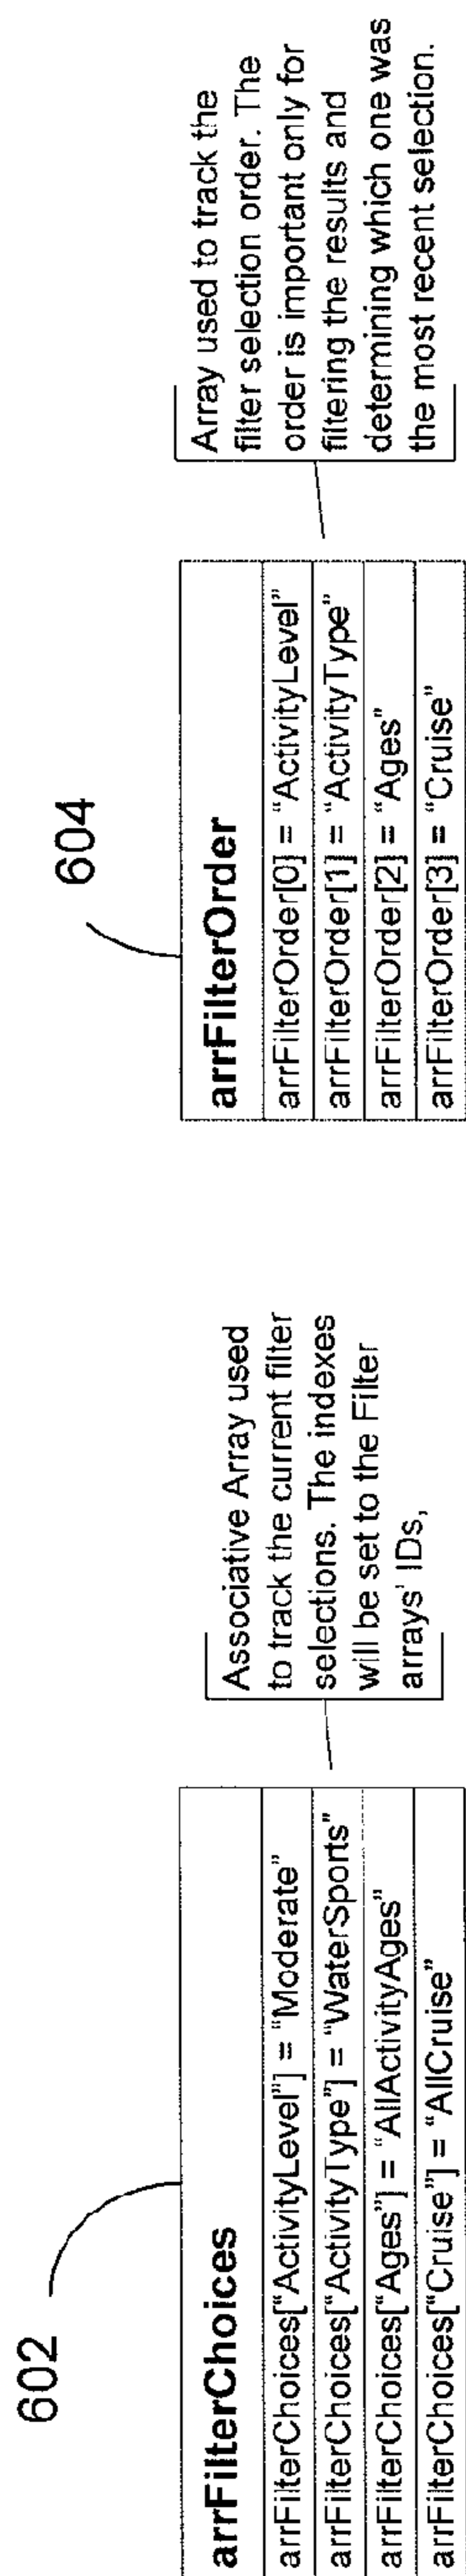 602
arrFilterChoices
arrFilterChoices["ActivityLevel"] = "Moderate"
arrFilterChoices["ActivityType"] = "WaterSports"
arrFilterChoices["Ages"] = "AllActivityAges"
arrFilterChoices["Cruise"] = "AllCruise"
Associative Array used
to track the current filter
selections. The indexes
will be set to the Filter
arrays' IDs,
604
arrFilterOrder
arrFilterOrder[0] = "ActivityLevel"
arrFilterOrder[1] = "ActivityType"
arrFilterOrder[2] = "Ages"
arrFilterOrder[3] = "Cruise"
Array used to track the
filter selection order. The
order is important only for
filtering the results and
determining which one was
the most recent selection.